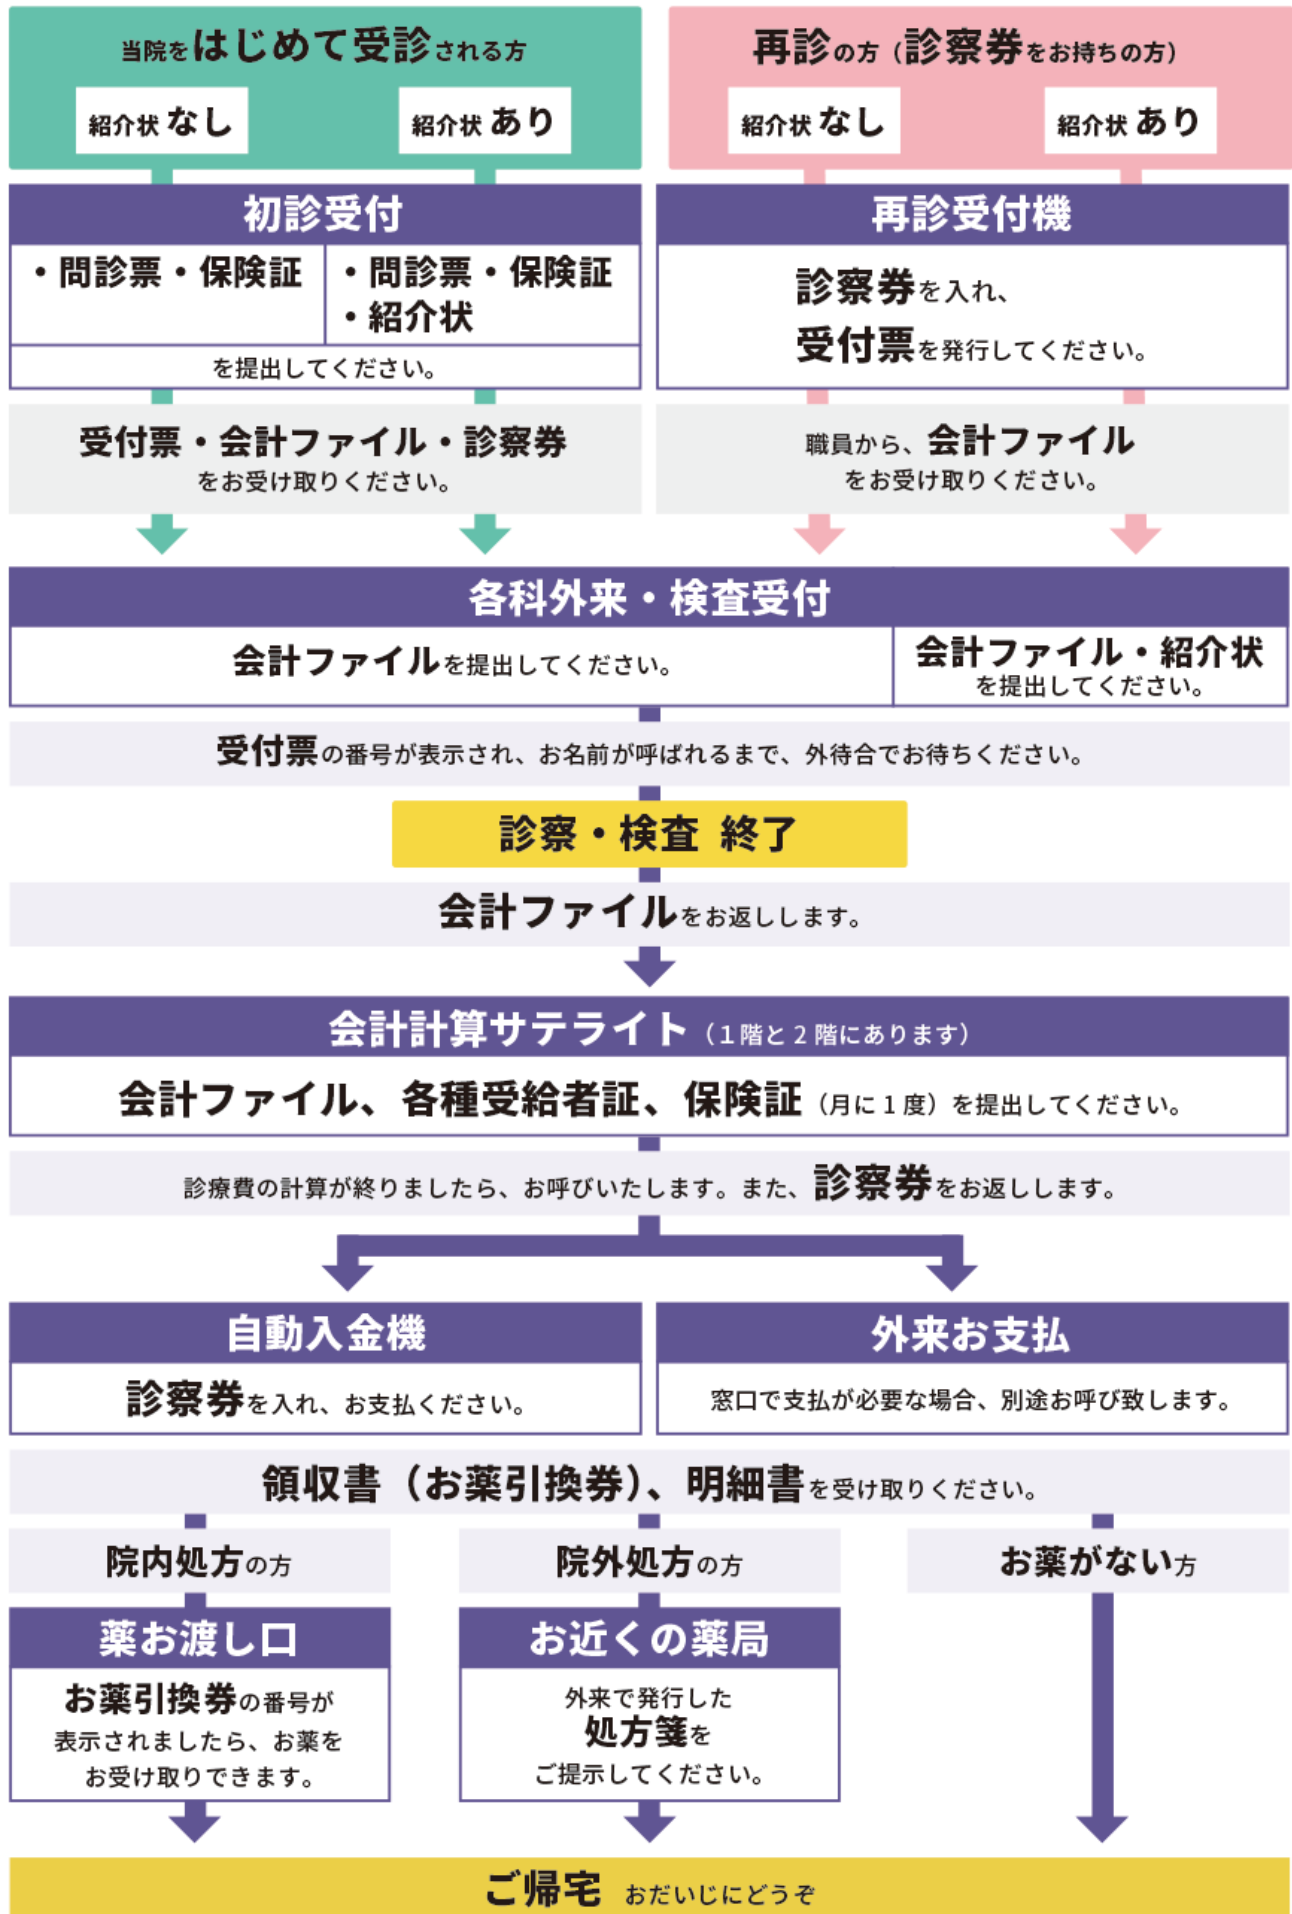 当院をはじめて受診される方
紹介状 なし
紹介状 あり
再診の方（診察券をお持ちの方）
紹介状 なし
紹介状 あり
初診受付
・問診票・保険証
・問診票・保険証
・紹介状
を提出してください。
再診受付機
診察券を入れ、
受付票を発行してください。
受付票・会計ファイル・診察券
をお受け取りください。
職員から、会計ファイル
をお受け取りください。
各科外来・検査受付
会計ファイルを提出してください。
会計ファイル・紹介状
を提出してください。
受付票の番号が表示され、お名前が呼ばれるまで、外待合でお待ちください。
診察・検査 終了
会計ファイルをお返しします。
会計計算サテライト（１階と 2 階にあります）
会計ファイル、各種受給者証、保険証（月に 1 度）を提出してください。
診療費の計算が終りましたら、お呼びいたします。また、診察券をお返しします。
自動入金機
診察券を入れ、お支払ください。
外来お支払
窓口で支払が必要な場合、別途お呼び致します。
領収書（お薬引換券）、明細書を受け取りください。
院内処方の方
薬お渡し口
お薬引換券の番号が
表示されましたら、お薬を
お受け取りできます。
院外処方の方
お近くの薬局
外来で発行した
処方箋を
ご提示してください。
お薬がない方
ご帰宅 おだいじにどうぞ